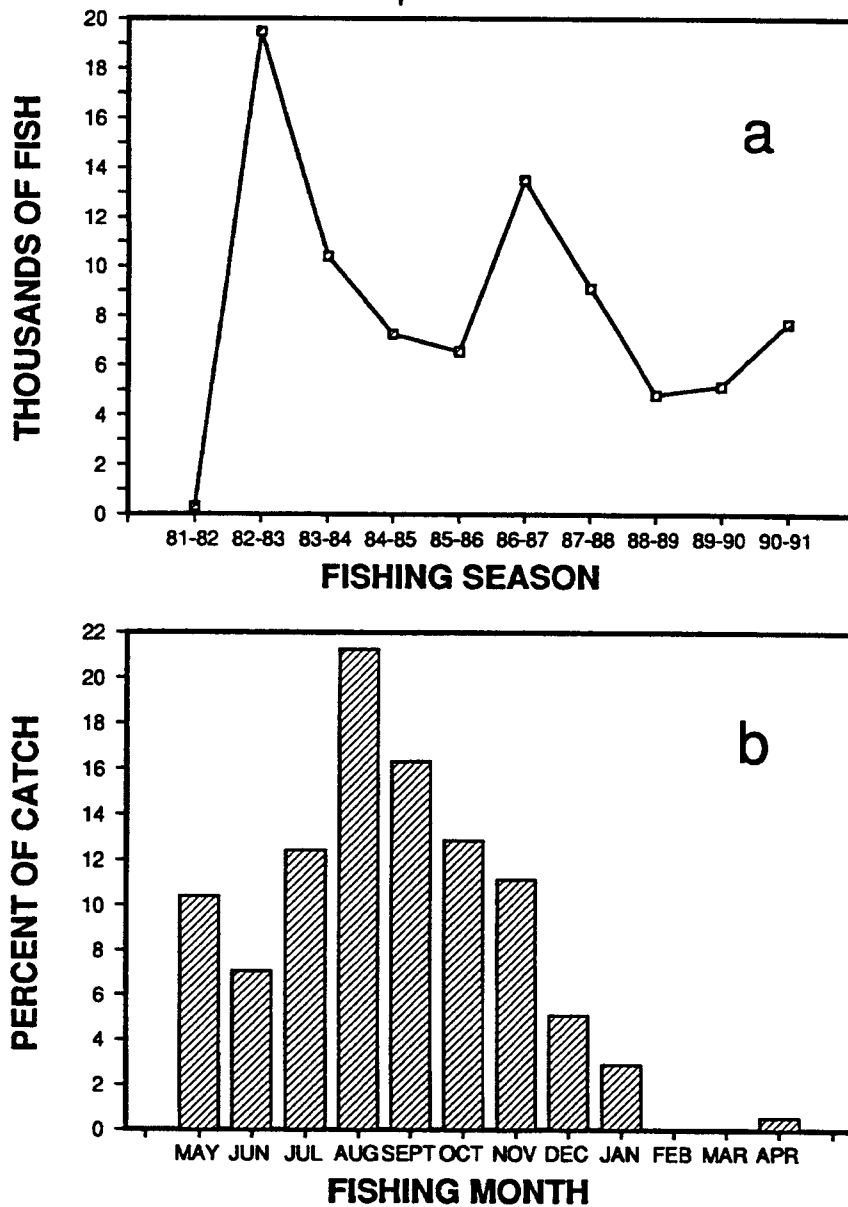 20
18
16
14
12
10
8
6
4
2
0
THOUSANDS OF FISH
a
81-82 82-83 83-84 84-85 85-86 86-87 87-88 88-89 89-90 90-91
FISHING SEASON
22
20
18
16
14
12
10
8
6
4
2
0
PERCENT OF CATCH
b
MAY JUN JUL AUG SEPT OCT NOV DEC JAN FEB MAR APR
FISHING MONTH